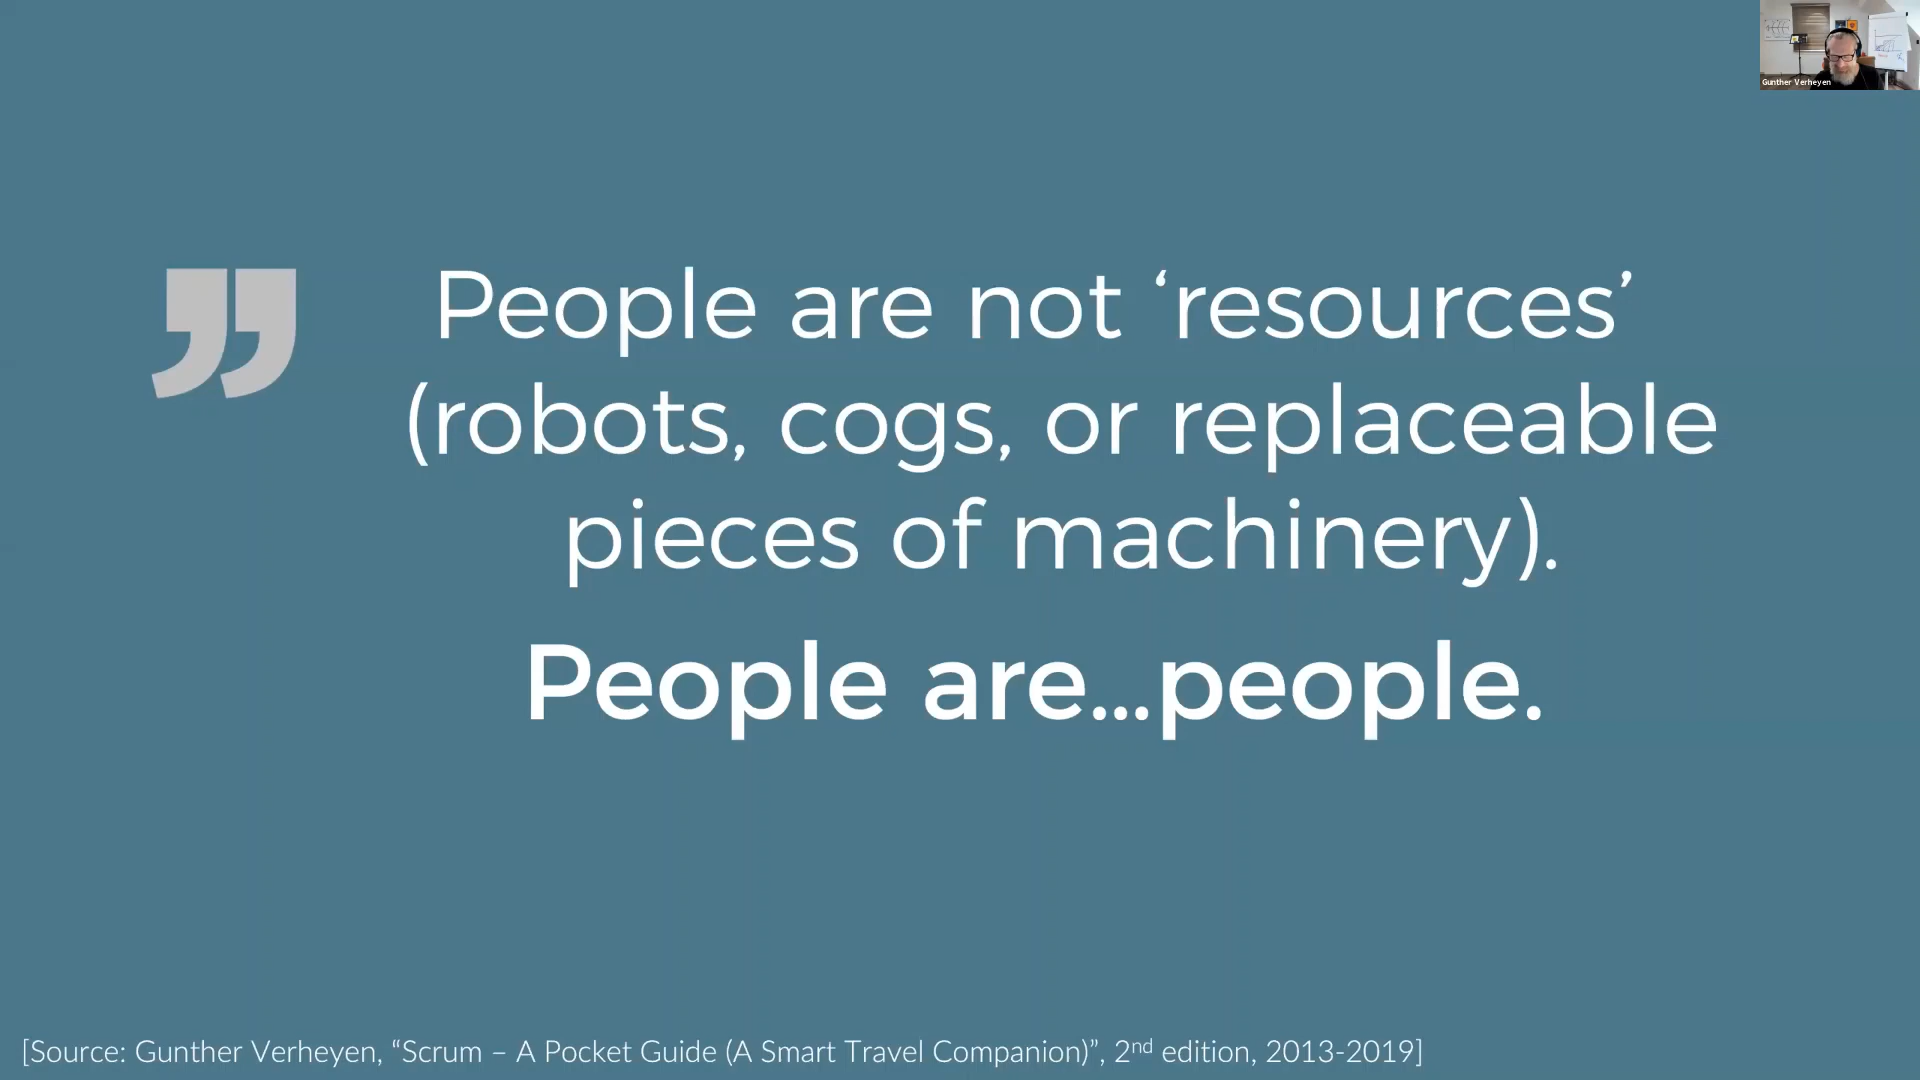 Gunther Verheyen
”
People are not ‘resources’
(robots, cogs, or replaceable
pieces of machinery).
People are...people.
[Source: Gunther Verheyen, “Scrum – A Pocket Guide (A Smart Travel Companion)”, 2nd edition, 2013-2019]